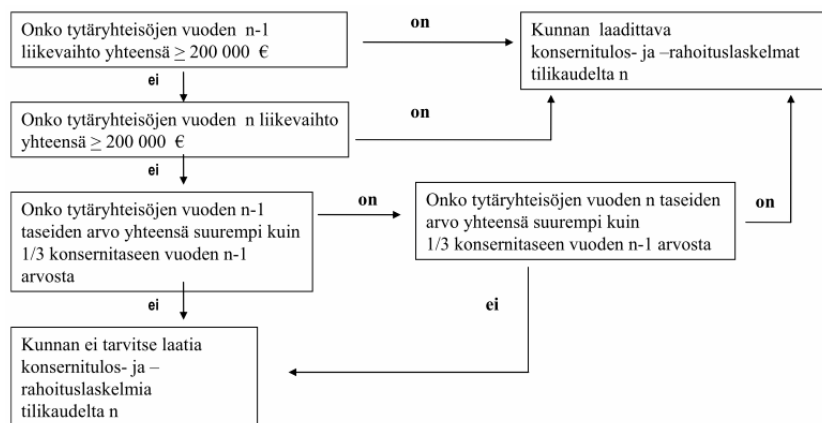 Onko tytäryhteisöjen vuoden n-1
liikevaihto yhteensä ≥ 200 000 €
on
Kunnan laadittava
konsernitulos- ja –rahoituslaskelmat
tilikaudelta n
ei
Onko tytäryhteisöjen vuoden n liikevaihto
yhteensä ≥ 200 000 €
on
ei
Onko tytäryhteisöjen vuoden n-1
taseiden arvo yhteensä suurempi kuin
1/3 konsernitaseen vuoden n-1
arvosta
on
Onko tytäryhteisöjen vuoden n taseiden
arvo yhteensä suurempi kuin
1/3 konsernitaseen vuoden n-1 arvosta
on
ei
ei
Kunnan ei tarvitse laatia
konsernitulos- ja –
rahoituslaskelmia
tilikaudelta n